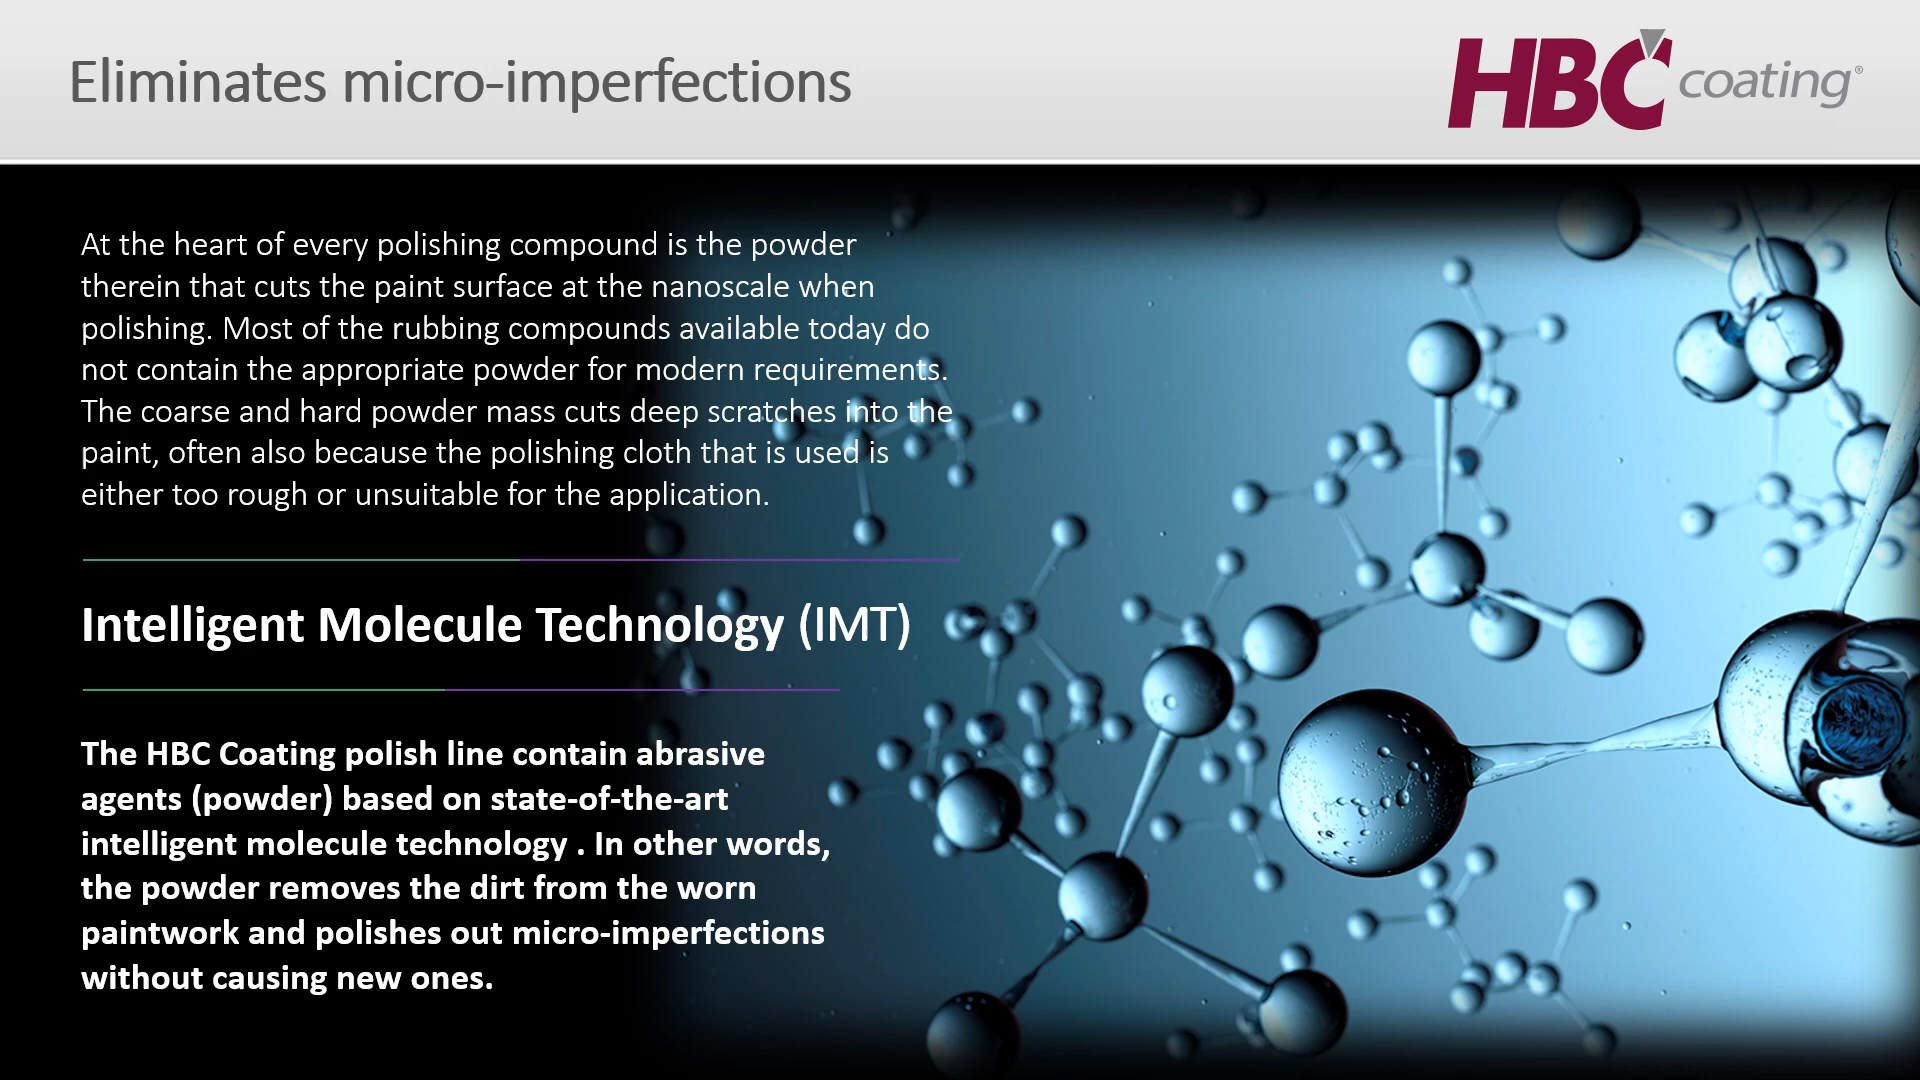 Eliminates micro-imperfections
HBC coating®
At the heart of every polishing compound is the powder
therein that cuts the paint surface at the nanoscale when
polishing. Most of the rubbing compounds available today do
not contain the appropriate powder for modern requirements.
The coarse and hard powder mass cuts deep scratches into the
paint, often also because the polishing cloth that is used is
either too rough or unsuitable for the application.
Intelligent Molecule Technology (IMT)
The HBC Coating polish line contain abrasive
agents (powder) based on state-of-the-art
intelligent molecule technology . In other words,
the powder removes the dirt from the worn
paintwork and polishes out micro-imperfections
without causing new ones.